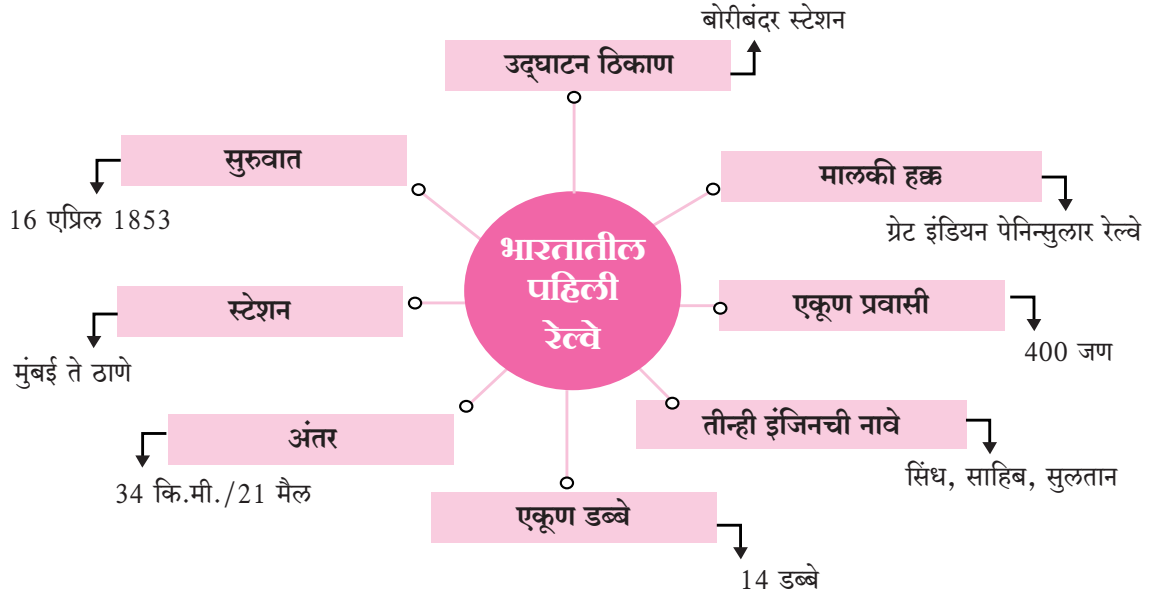 बोरीबंदर स्टेशन
उद्‌घाटन ठिकाण
सुरुवात
16 एप्रिल 1853
मालकी हक्क
ग्रेट इंडियन पेनिन्सुलार रेल्वे
भारतातील
पहिली
रेल्वे
स्टेशन
मुंबई ते ठाणे
एकूण प्रवासी
400 जण
अंतर
34 कि.मी./21 मैल
तीन्ही इंजिनची नावे
सिंध, साहिब, सुलतान
एकूण डब्बे
14 डब्बे